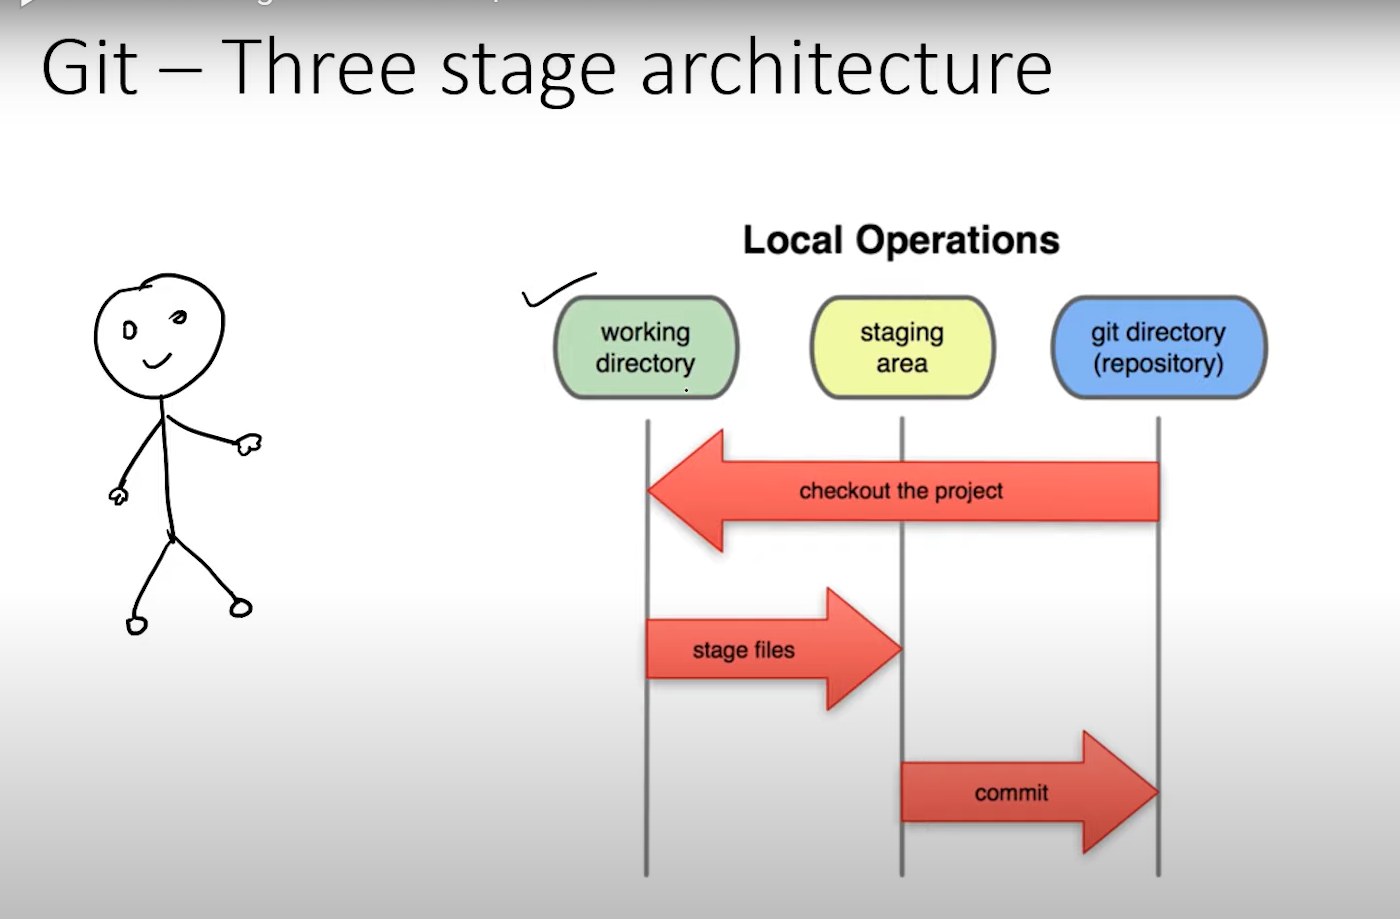 Git – Three stage architecture
Local Operations
working
directory
staging
area
git directory
(repository)
checkout the project
stage files
commit